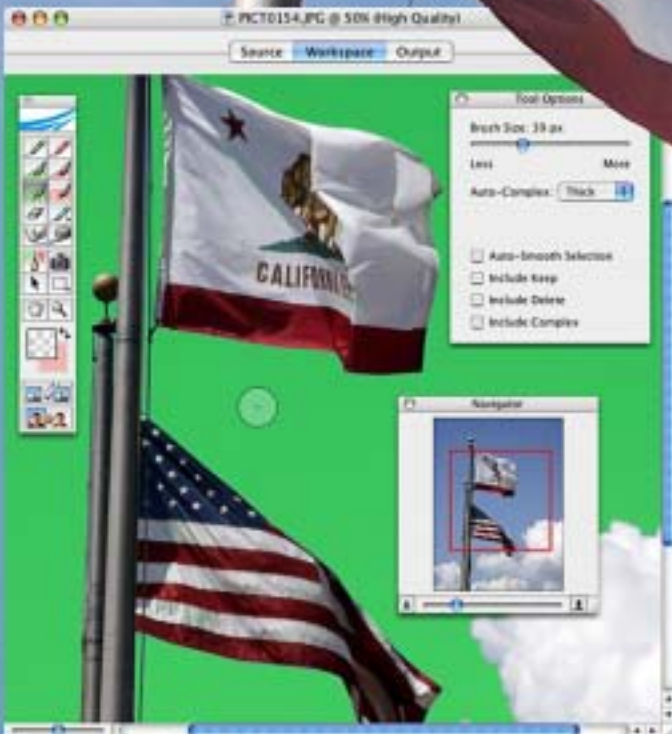 PICT0154.JPG @ 50% (High Quality)
Source Workspace Output
Tool Options
Brush Size: 39 px
Less More
Auto-Complex: Thick
Auto-Smooth Selection
Include Keep
Include Delete
Include Complex
CALIFORN
Navigator